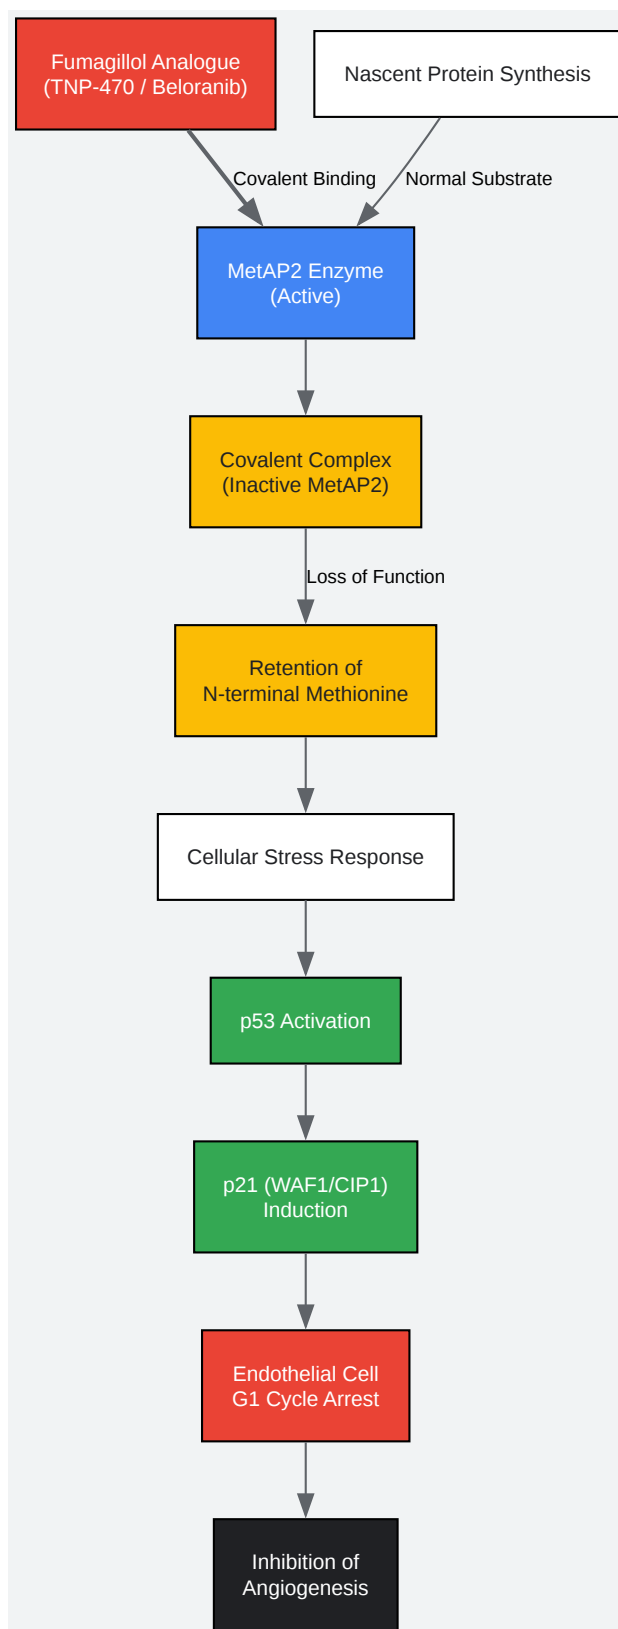 Fumagillol Analogue
(TNP-470 / Beloranib)
Nascent Protein Synthesis
Covalent Binding
Normal Substrate
MetAP2 Enzyme
(Active)
Covalent Complex
(Inactive MetAP2)
Loss of Function
Retention of
N-terminal Methionine
Cellular Stress Response
p53 Activation
p21 (WAF1/CIP1)
Induction
Endothelial Cell
G1 Cycle Arrest
Inhibition of
Angiogenesis